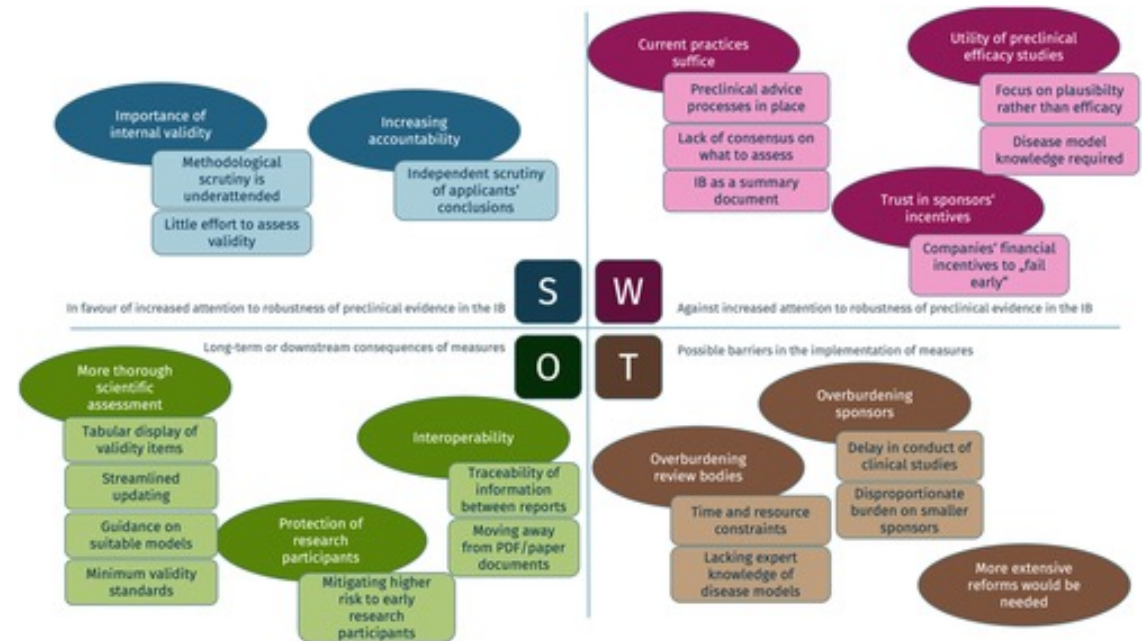 Importance of
internal validity
Methodological
scrutiny is
underattended
Little effort to assess
validity
Increasing
accountability
Independent scrutiny
of applicants'
conclusions
Current practices
suffice
Preclinical advice
processes in place
Lack of consensus on
what to assess
IB as a summary
document
Utility of preclinical
efficacy studies
Focus on plausibilty
rather than efficacy
Disease model
knowledge required
Trust in sponsors'
incentives
Companies' financial
incentives to „fail
early“
S
W
In favour of increased attention to robustness of preclinical evidence in the IB
Against increased attention to robustness of preclinical evidence in the IB
Long-term or downstream consequences of measures
Possible barriers in the implementation of measures
O
T
More thorough
scientific
assessment
Tabular display of
validity items
Streamlined
updating
Guidance on
suitable models
Minimum validity
standards
Protection of
research
participants
Mitigating higher
risk to early
research
participants
Interoperability
Traceability of
information
between reports
Moving away
from PDF/paper
documents
Overburdening
review bodies
Time and resource
constraints
Lacking expert
knowledge of
disease models
Overburdening
sponsors
Delay in conduct of
clinical studies
Disproportionate
burden on smaller
sponsors
More extensive
reforms would be
needed